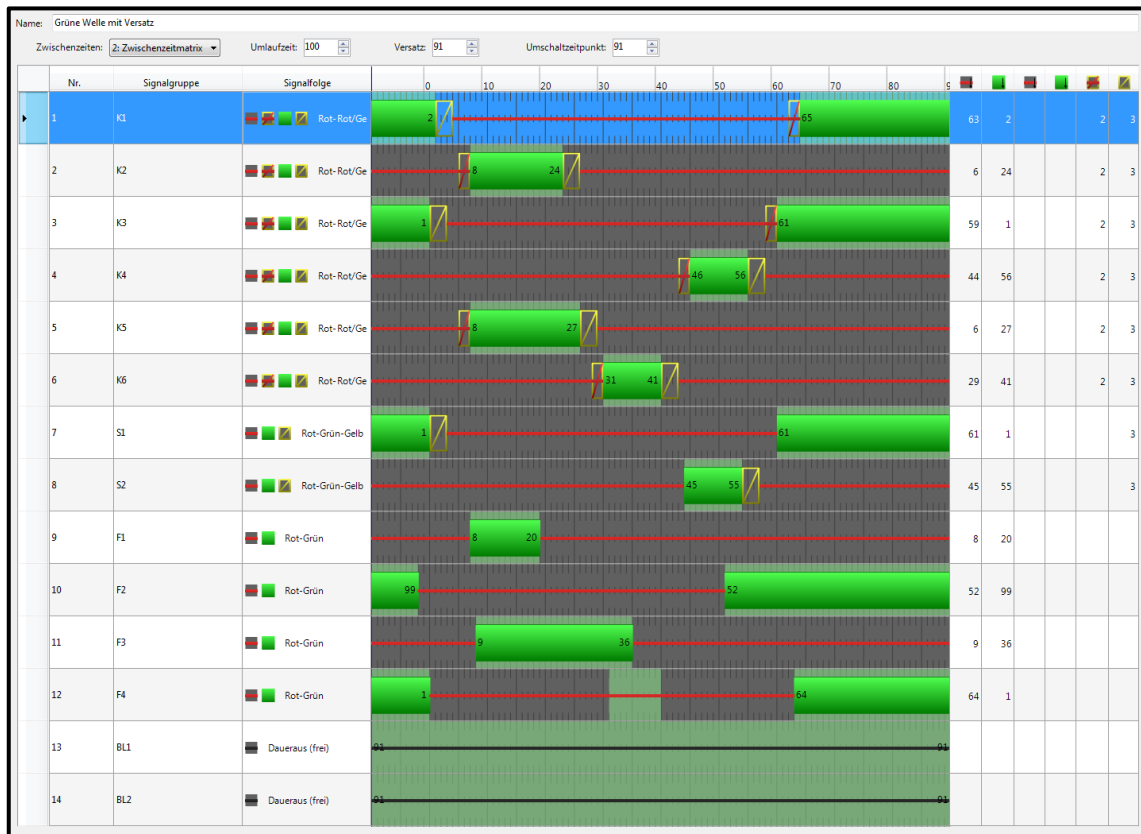 Name: Grüne Welle mit Versatz
Zwischenzeiten: 2: Zwischenzeitmatrix Umlaufzeit: 100 Versatz: 91 Umschaltzeitpunkt: 91
Nr. Signalgruppe Signalfolge 0 10 20 30 40 50 60 70 80 9
1 K1 Rot-Rot/Ge 2 65 63 2 2 3
2 K2 Rot-Rot/Ge 8 24 6 24 2 3
3 K3 Rot-Rot/Ge 1 61 59 1 2 3
4 K4 Rot-Rot/Ge 46 56 44 56 2 3
5 K5 Rot-Rot/Ge 8 27 6 27 2 3
6 K6 Rot-Rot/Ge 31 41 29 41 2 3
7 S1 Rot-Grün-Gelb 1 61 61 1 3
8 S2 Rot-Grün-Gelb 45 55 45 55 3
9 F1 Rot-Grün 8 20 8 20
10 F2 Rot-Grün 99 52 52 99
11 F3 Rot-Grün 9 36 9 36
12 F4 Rot-Grün 1 64 64 1
13 BL1 Daueraus (frei) 91 91
14 BL2 Daueraus (frei) 91 91